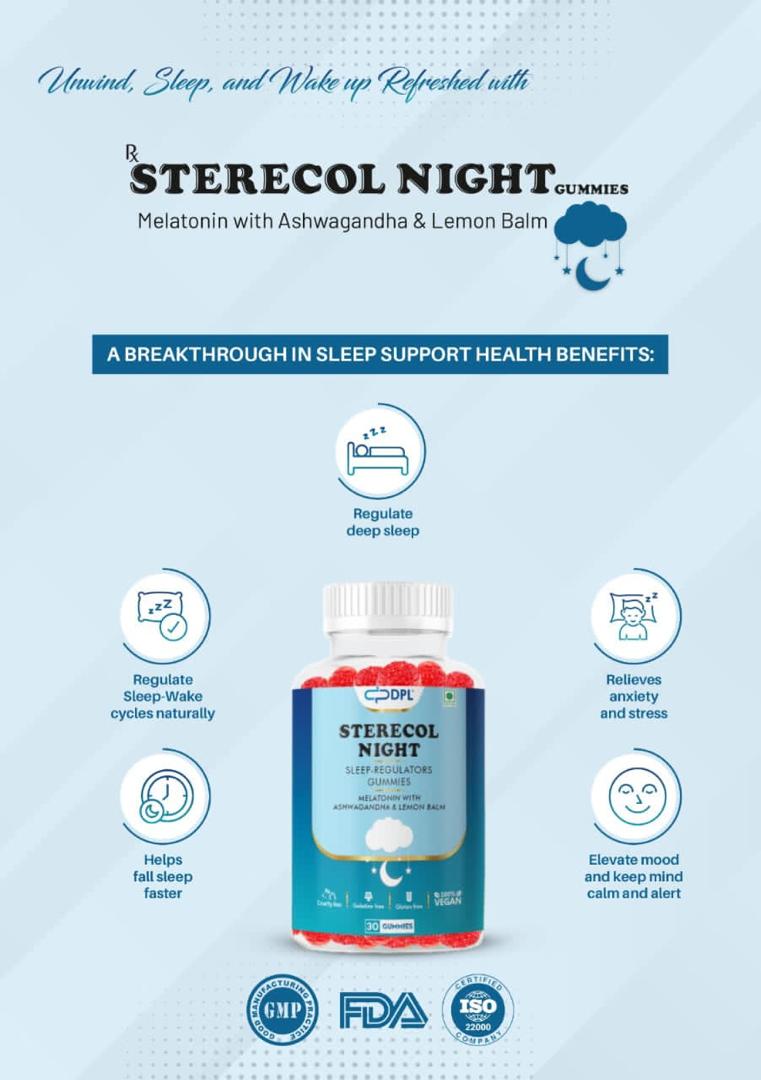 Unwind, Sleep, and Wake up Refreshed with
Rx
STERECOL NIGHT GUMMIES
Melatonin with Ashwagandha & Lemon Balm
A BREAKTHROUGH IN SLEEP SUPPORT HEALTH BENEFITS:
zzz
Regulate
deep sleep
zzZ
Regulate
Sleep-Wake
cycles naturally
zz
Relieves
anxiety
and stress
DPL
STERECOL
NIGHT
SLEEP-REGULATORS
GUMMIES
MELATONIN WITH
ASHWAGANDHA & LEMON BALM
Helps
fall sleep
faster
Elevate mood
and keep mind
calm and alert
Cruelty free
Gelatine free
Gluten free
100%
VEGAN
30 GUMMIES
GOOD MANUFACTURING PRACTICE
GMP
FDA
CERTIFIED
ISO
22000
COMPANY